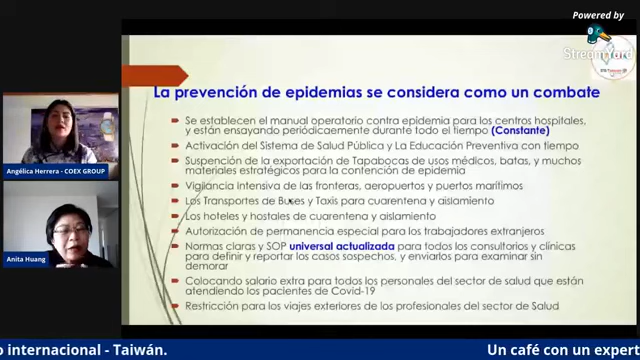 Powered by
StreamYard
La prevención de epidemias se considera como un combate
Se establecen el manual operatorio contra epidemia para los centros hospitales,
y están ensayando periódicaemente durante todo el tiempo (Constante)
Activación del Sistema de Salud Pública y La Educación Preventiva con tiempo
Suspención de la exportación de Tapabocas de usos médicos, batas, y muchos
materiales estratégicos para la contención de epidemia
Vigilancia intensiva de las fronteras, aeropuertos y puertos marítimos
Los Transportes de Buses y Taxis para cuarentena y aislamiento
Los hoteles y hostales de cuarentena y aislamiento
Autorización de permanencia especial para los trabajadores extranjeros
Normas claras y SOP universal actualizada para todos los consultorios y clínicas
para definir y reportar los casos sospechos, y enviarlos para examinar sin
demorar
Colocando salario extra para todos los personales del sector de salud que están
atendiendo los pacientes de Covid-19
Restricción para los viajes exteriores de los profesionales del sector de Salud
Angélica Herrera - COEX GROUP
Anita Huang
o internacional - Taiwán.
Un café con un expert